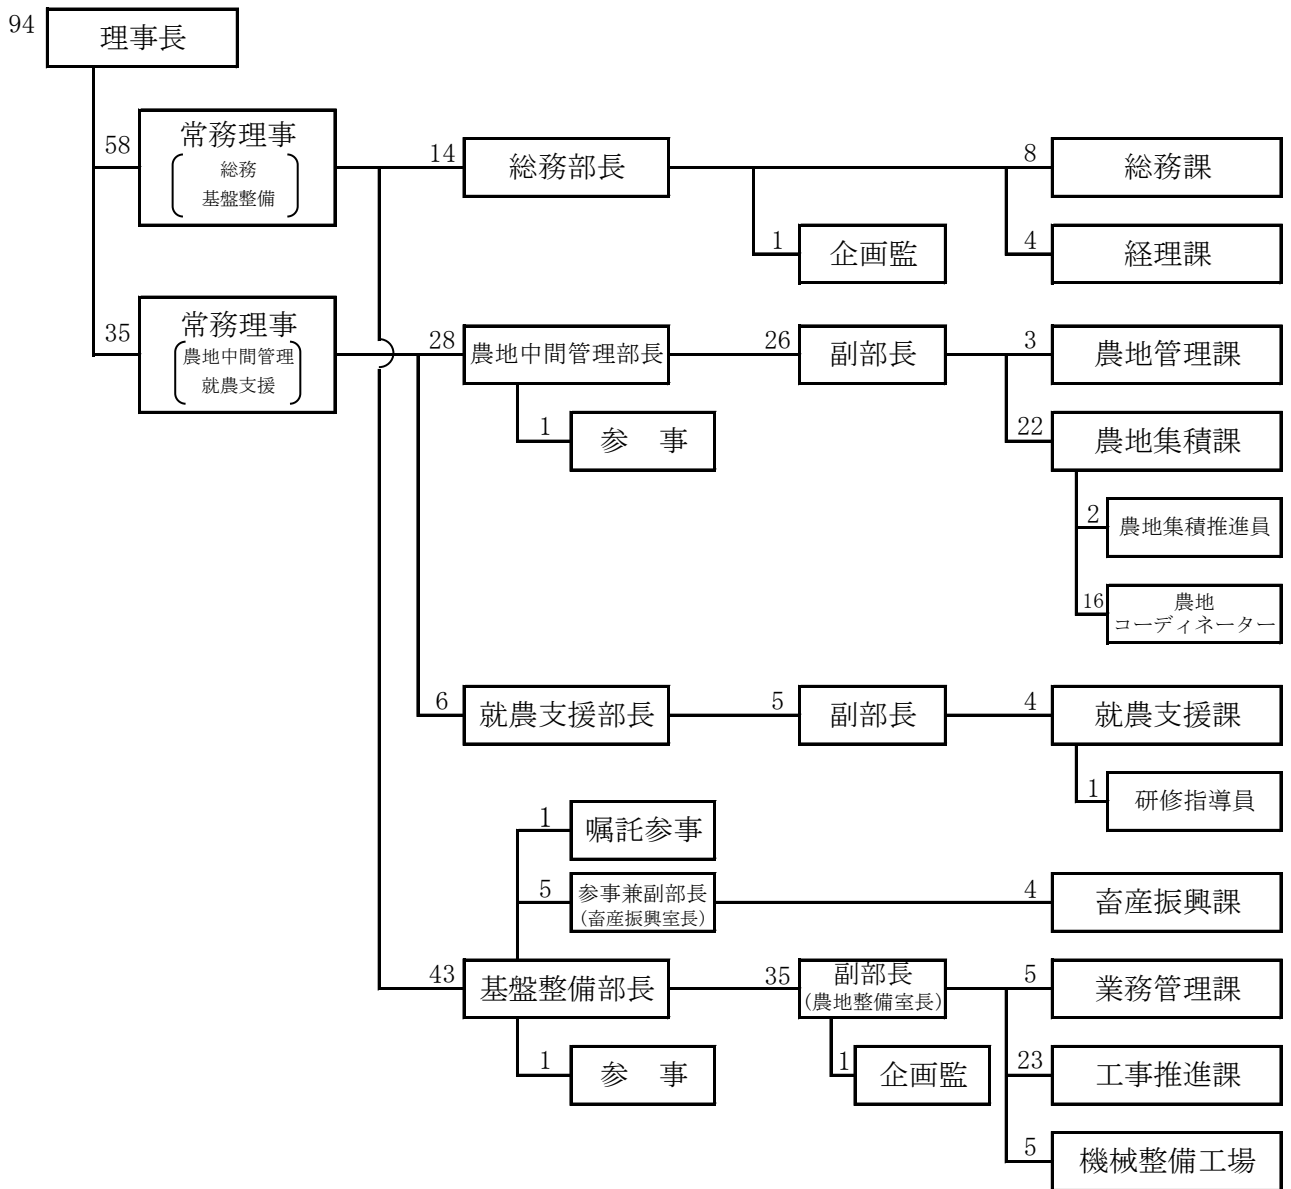 94 理事長
58 常務理事
総務
基盤整備
14 総務部長
8 総務課
1 企画監
4 経理課
35 常務理事
農地中間管理
就農支援
28 農地中間管理部長
26 副部長
3 農地管理課
1 参　事
22 農地集積課
2 農地集積推進員
16 農地
コーディネーター
6 就農支援部長
5 副部長
4 就農支援課
1 研修指導員
1 嘱託参事
5 参事兼副部長
(畜産振興室長)
4 畜産振興課
43 基盤整備部長
35 副部長
(農地整備室長)
5 業務管理課
1 参　事
1 企画監
23 工事推進課
5 機械整備工場